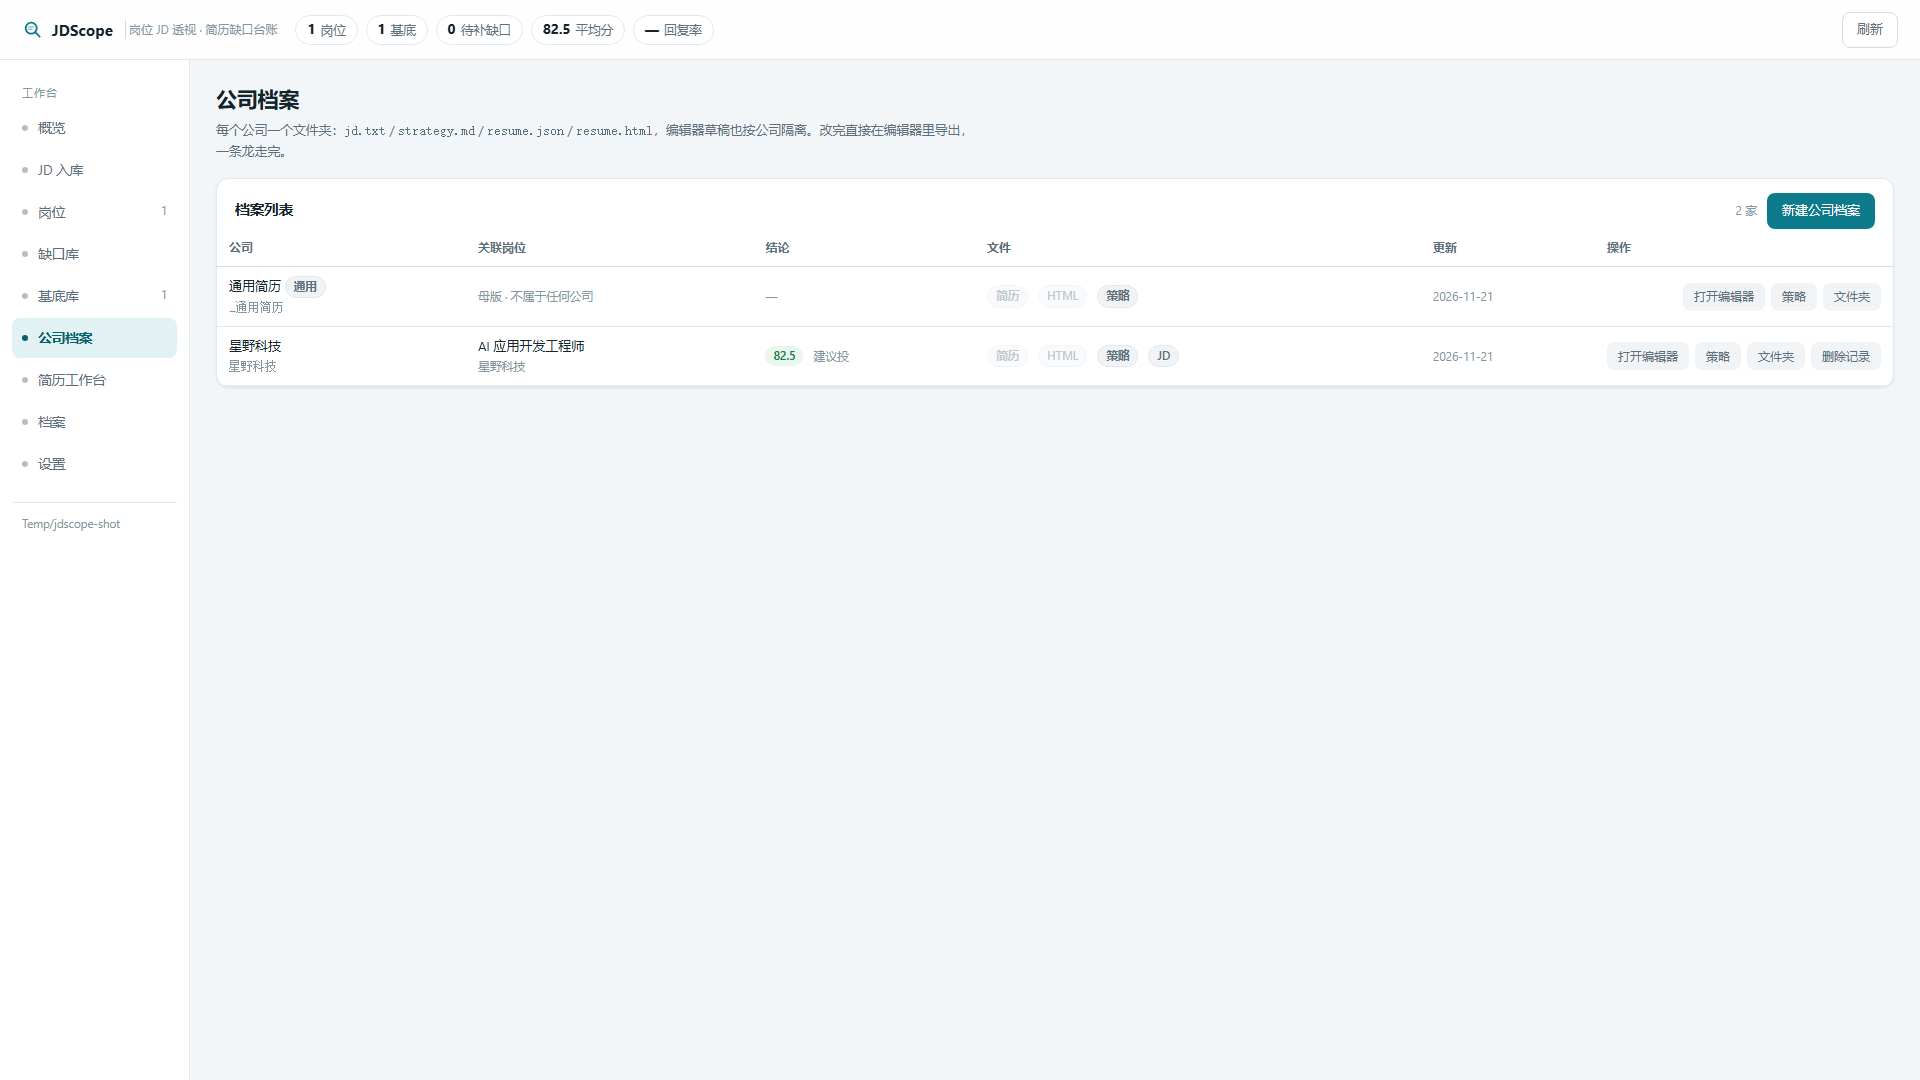 JDScope 岗位 JD 透视 · 简历缺口台账 1 岗位 1 基底 0 待补缺口 82.5 平均分 — 回复率 刷新
工作台
概览
JD 入库
岗位 1
缺口库
基底库 1
公司档案
简历工作台
档案
设置
Temp/jdscope-shot
公司档案
每个公司一个文件夹：jd.txt / strategy.md / resume.json / resume.html，编辑器草稿也按公司隔离。改完直接在编辑器里导出，
一条龙走完。
档案列表 2 家 新建公司档案
公司 关联岗位 结论 文件 更新 操作
通用简历 通用
_通用简历
母版 · 不属于任何公司 — 简历 HTML 策略 2026-11-21 打开编辑器 策略 文件夹
星野科技
星野科技
AI 应用开发工程师
星野科技
82.5 建议投 简历 HTML 策略 JD 2026-11-21 打开编辑器 策略 文件夹 删除记录